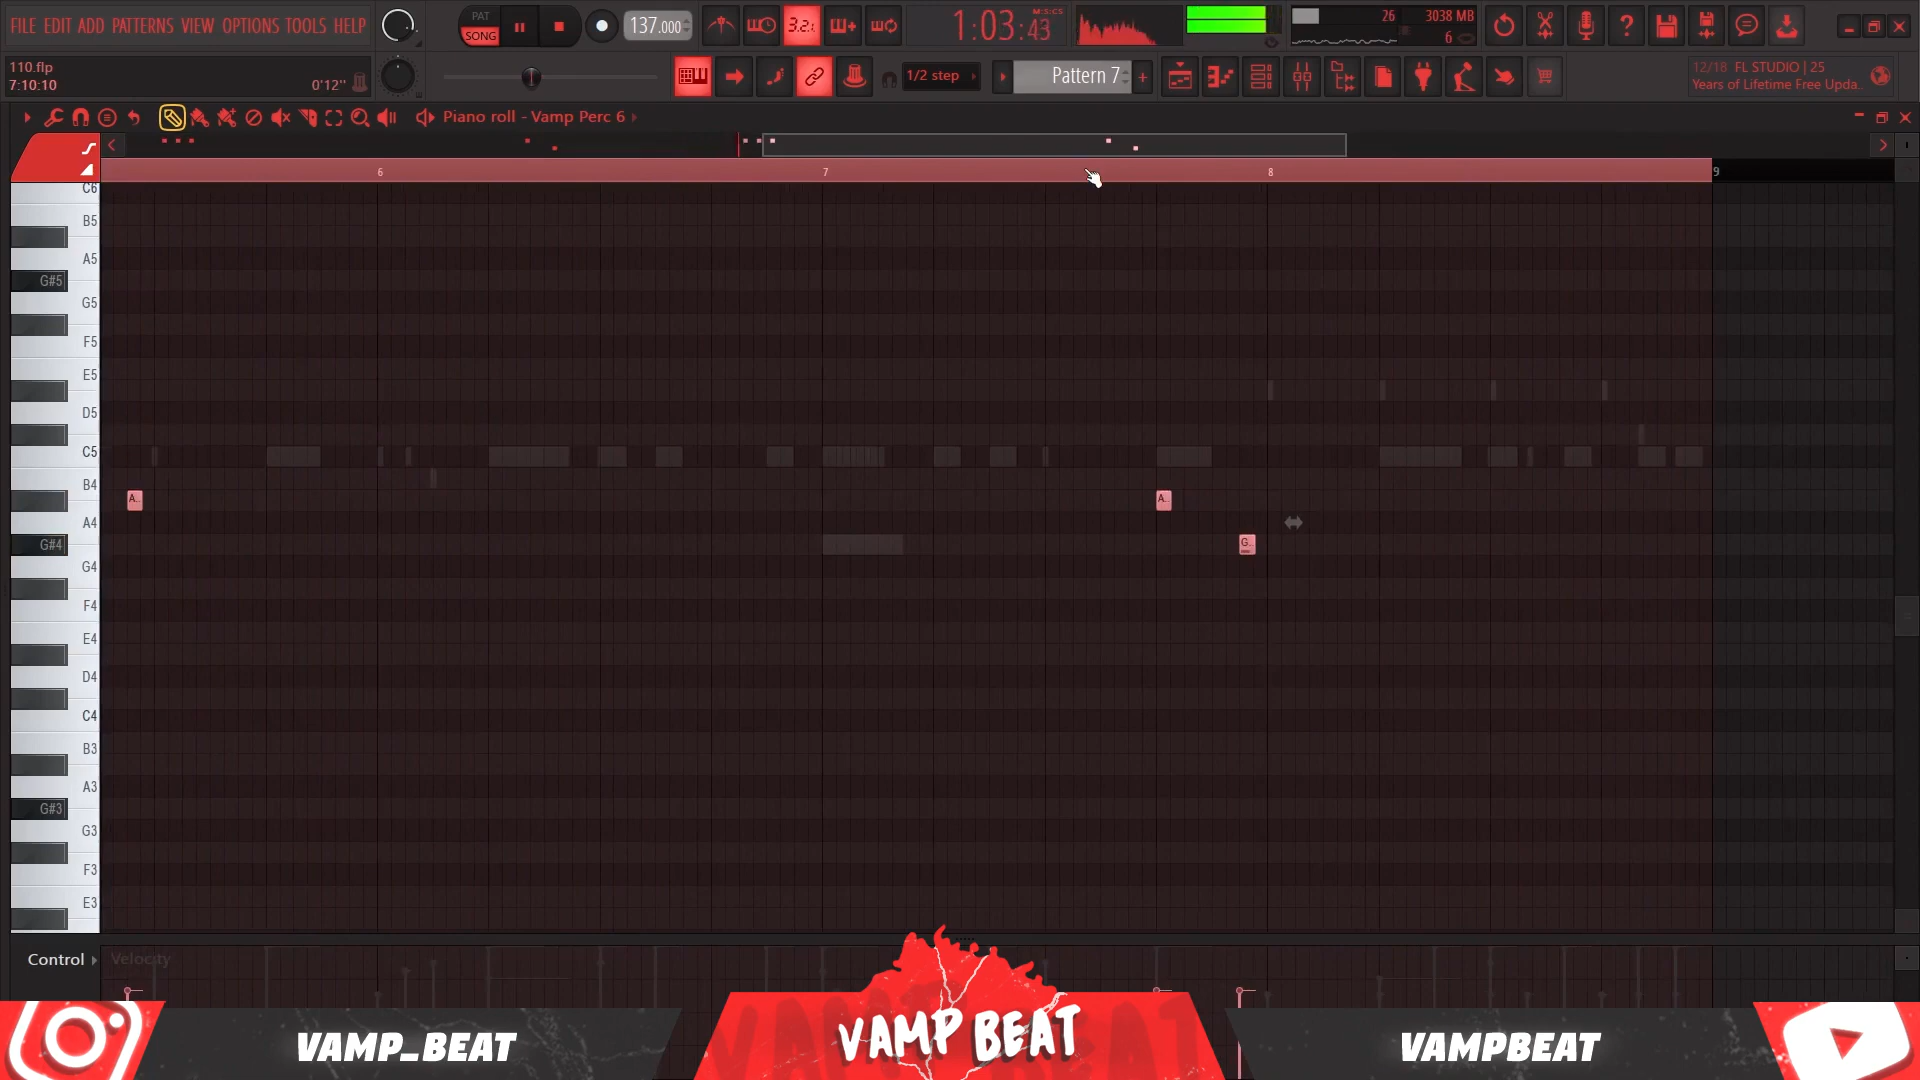 FILE EDIT ADD PATTERNS VIEW OPTIONS TOOLS HELP
PAT
SONG
137.000
3.2.
1:03:43
M:S:CS
26
3038 MB
6
110.flp
7:10:10
0'12"
1/2 step
Pattern 7
12/18 FL STUDIO | 25
Years of Lifetime Free Upda..
Piano roll - Vamp Perc 6
6
7
8
9
C6
B5
A5
G#5
G5
F5
E5
D5
C5
B4
A..
A..
A4
G#4
G..
G4
F4
E4
D4
C4
B3
A3
G#3
G3
F3
E3
Control
Velocity
VAMP_BEAT
VAMP BEAT
VAMPBEAT